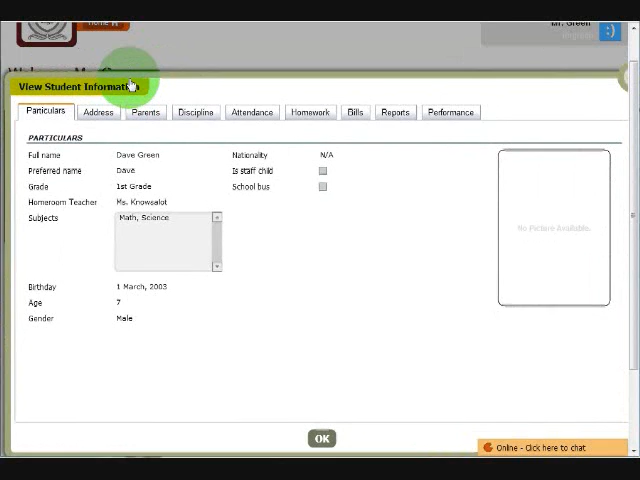 Mr. Green
View Student Information
Particulars Address Parents Discipline Attendance Homework Bills Reports Performance
PARTICULARS
Full name Dave Green Nationality N/A
Preferred name Dave Is staff child
Grade 1st Grade School bus
Homeroom Teacher Ms. Knowsalot
Subjects Math, Science
No Picture Available.
Birthday 1 March, 2003
Age 7
Gender Male
OK
Online - Click here to chat